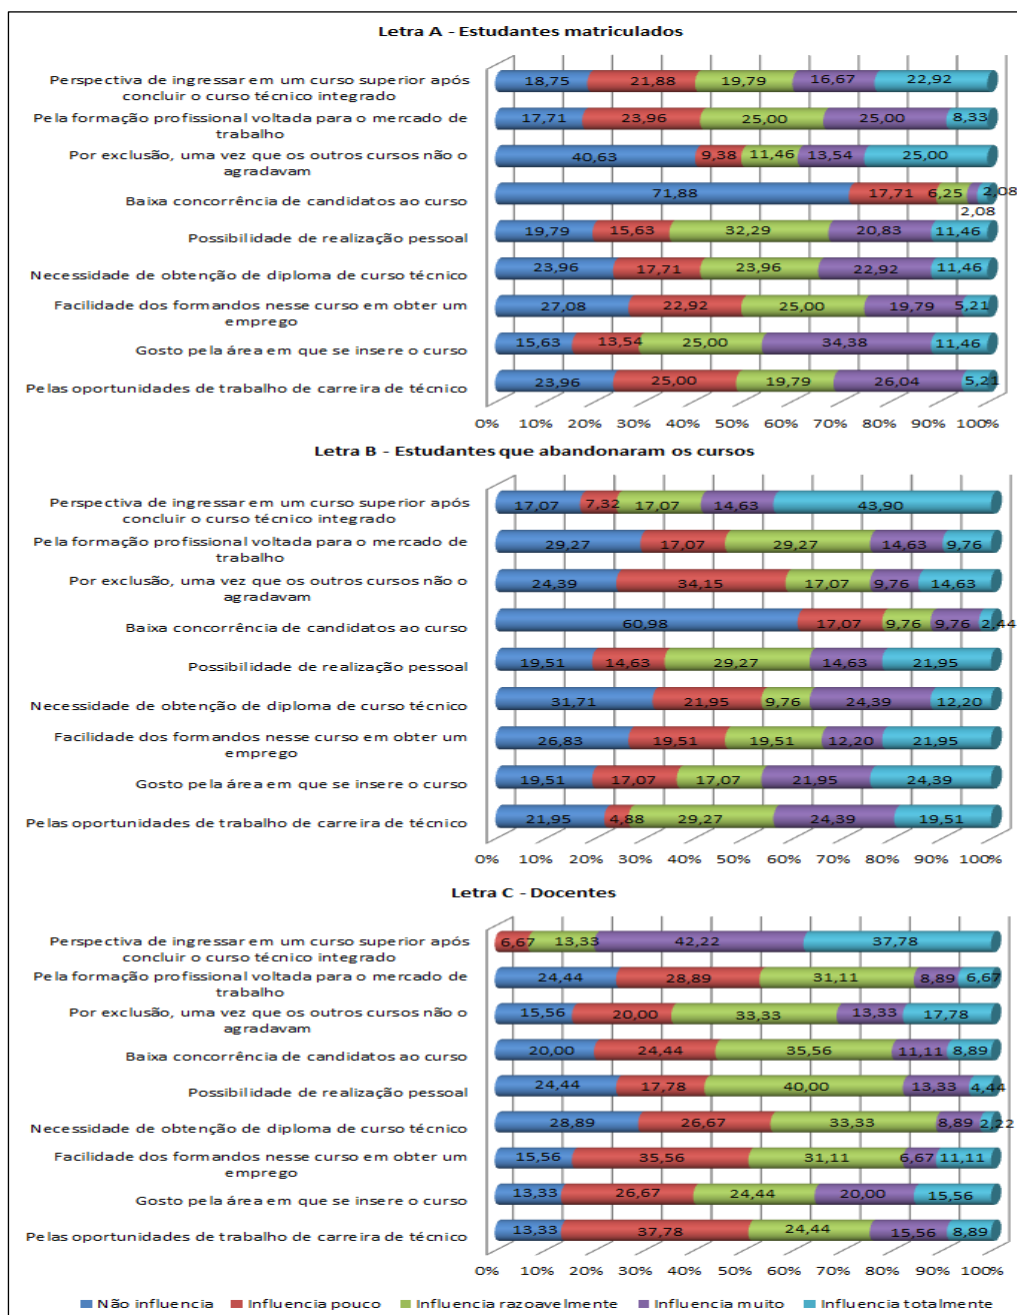 Letra A - Estudantes matriculados
Perspectiva de ingressar em um curso superior após
concluir o curso técnico integrado
18,75 21,88 19,79 16,67 22,92
Pela formação profissional voltada para o mercado de
trabalho
17,71 23,96 25,00 25,00 8,33
Por exclusão, uma vez que os outros cursos não o
agradavam
40,63 9,38 11,46 13,54 25,00
Baixa concorrência de candidatos ao curso
71,88 17,71 6,25 2,08 2,08
Possibilidade de realização pessoal
19,79 15,63 32,29 20,83 11,46
Necessidade de obtenção de diploma de curso técnico
23,96 17,71 23,96 22,92 11,46
Facilidade dos formandos nesse curso em obter um
emprego
27,08 22,92 25,00 19,79 5,21
Gosto pela área em que se insere o curso
15,63 13,54 25,00 34,38 11,46
Pelas oportunidades de trabalho de carreira de técnico
23,96 25,00 19,79 26,04 5,21
0% 10% 20% 30% 40% 50% 60% 70% 80% 90% 100%
Letra B - Estudantes que abandonaram os cursos
Perspectiva de ingressar em um curso superior após
concluir o curso técnico integrado
17,07 7,32 17,07 14,63 43,90
Pela formação profissional voltada para o mercado de
trabalho
29,27 17,07 29,27 14,63 9,76
Por exclusão, uma vez que os outros cursos não o
agradavam
24,39 34,15 17,07 9,76 14,63
Baixa concorrência de candidatos ao curso
60,98 17,07 9,76 9,76 2,44
Possibilidade de realização pessoal
19,51 14,63 29,27 14,63 21,95
Necessidade de obtenção de diploma de curso técnico
31,71 21,95 9,76 24,39 12,20
Facilidade dos formandos nesse curso em obter um
emprego
26,83 19,51 19,51 12,20 21,95
Gosto pela área em que se insere o curso
19,51 17,07 17,07 21,95 24,39
Pelas oportunidades de trabalho de carreira de técnico
21,95 4,88 29,27 24,39 19,51
0% 10% 20% 30% 40% 50% 60% 70% 80% 90% 100%
Letra C - Docentes
Perspectiva de ingressar em um curso superior após
concluir o curso técnico integrado
6,67 13,33 42,22 37,78
Pela formação profissional voltada para o mercado de
trabalho
24,44 28,89 31,11 8,89 6,67
Por exclusão, uma vez que os outros cursos não o
agradavam
15,56 20,00 33,33 13,33 17,78
Baixa concorrência de candidatos ao curso
20,00 24,44 35,56 11,11 8,89
Possibilidade de realização pessoal
24,44 17,78 40,00 13,33 4,44
Necessidade de obtenção de diploma de curso técnico
28,89 26,67 33,33 8,89 2,22
Facilidade dos formandos nesse curso em obter um
emprego
15,56 35,56 31,11 6,67 11,11
Gosto pela área em que se insere o curso
13,33 26,67 24,44 20,00 15,56
Pelas oportunidades de trabalho de carreira de técnico
13,33 37,78 24,44 15,56 8,89
0% 10% 20% 30% 40% 50% 60% 70% 80% 90% 100%
Não influencia Influencia pouco Influencia razoavelmente Influencia muito Influencia totalmente